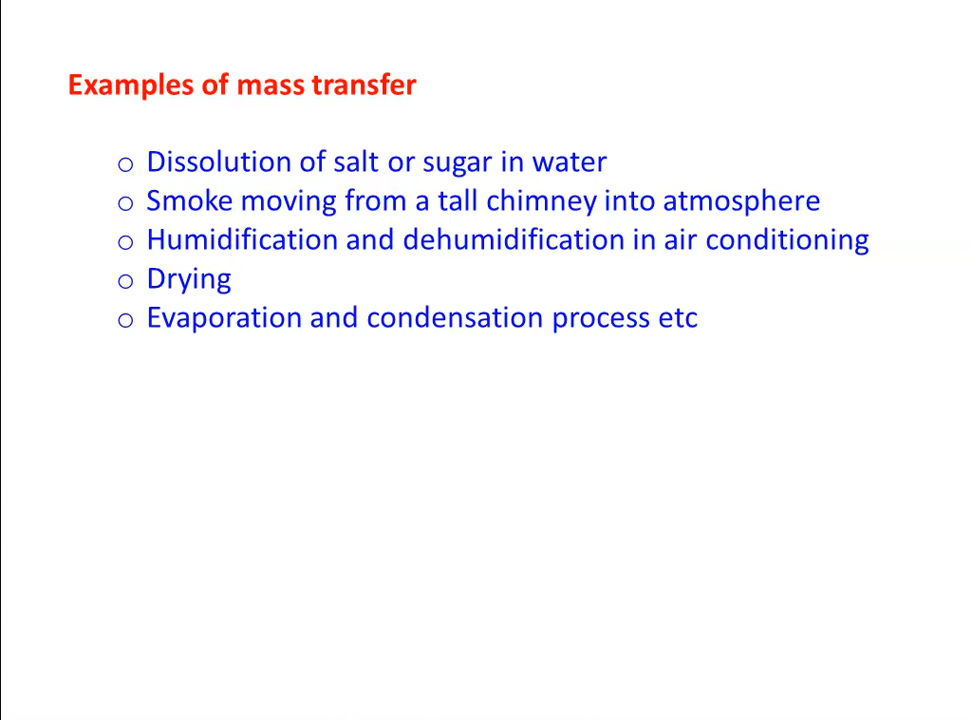 Examples of mass transfer
o Dissolution of salt or sugar in water
o Smoke moving from a tall chimney into atmosphere
o Humidification and dehumidification in air conditioning
o Drying
o Evaporation and condensation process etc